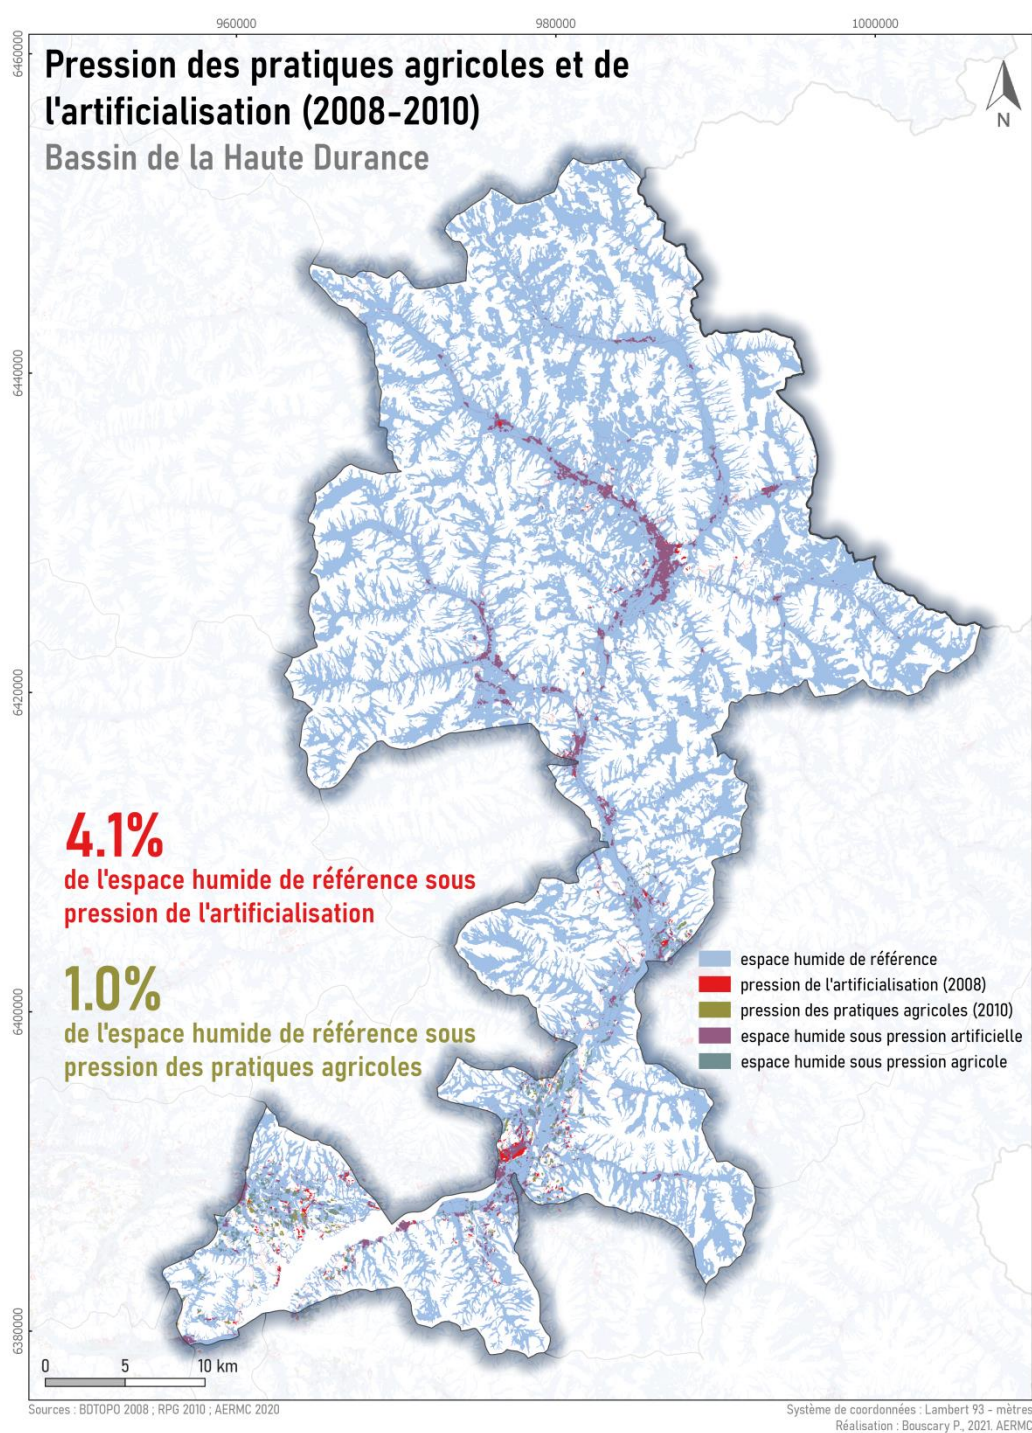 960000
980000
1000000
6460000
Pression des pratiques agricoles et de
l'artificialisation (2008-2010)
Bassin de la Haute Durance
N
6440000
6420000
4.1%
de l'espace humide de référence sous
pression de l'artificialisation
1.0%
de l'espace humide de référence sous
pression des pratiques agricoles
espace humide de référence
pression de l'artificialisation (2008)
pression des pratiques agricoles (2010)
espace humide sous pression artificielle
espace humide sous pression agricole
6400000
6380000
0 5 10 km
Sources : BDTOPO 2008 ; RPG 2010 ; AERMC 2020
Système de coordonnées : Lambert 93 - mètres
Réalisation : Bouscary P., 2021. AERMC